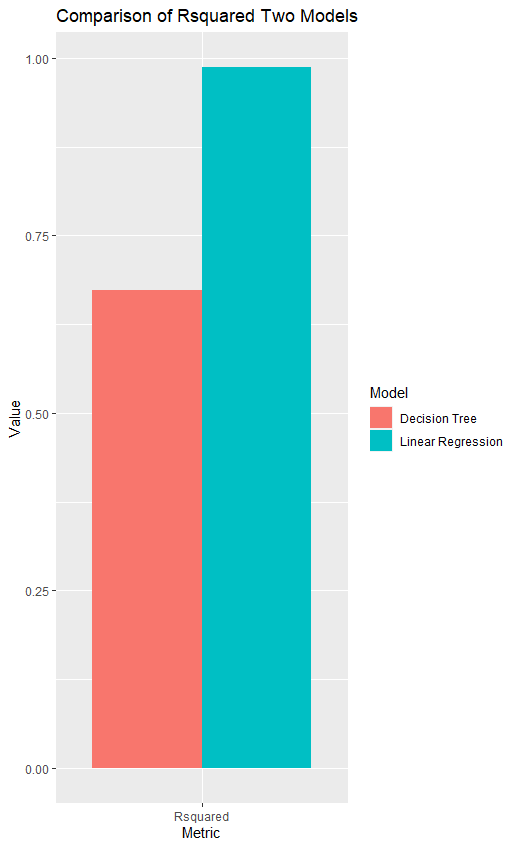 Comparison of Rsquared Two Models
1.00
0.75
0.50
0.25
0.00
Value
Rsquared
Metric
Model
Decision Tree
Linear Regression